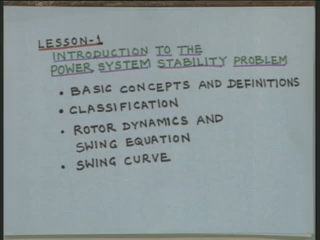 LESSON-1
INTRODUCTION TO THE
POWER SYSTEM STABILITY PROBLEM
• BASIC CONCEPTS AND DEFINITIONS
• CLASSIFICATION
• ROTOR DYNAMICS AND
SWING EQUATION
• SWING CURVE